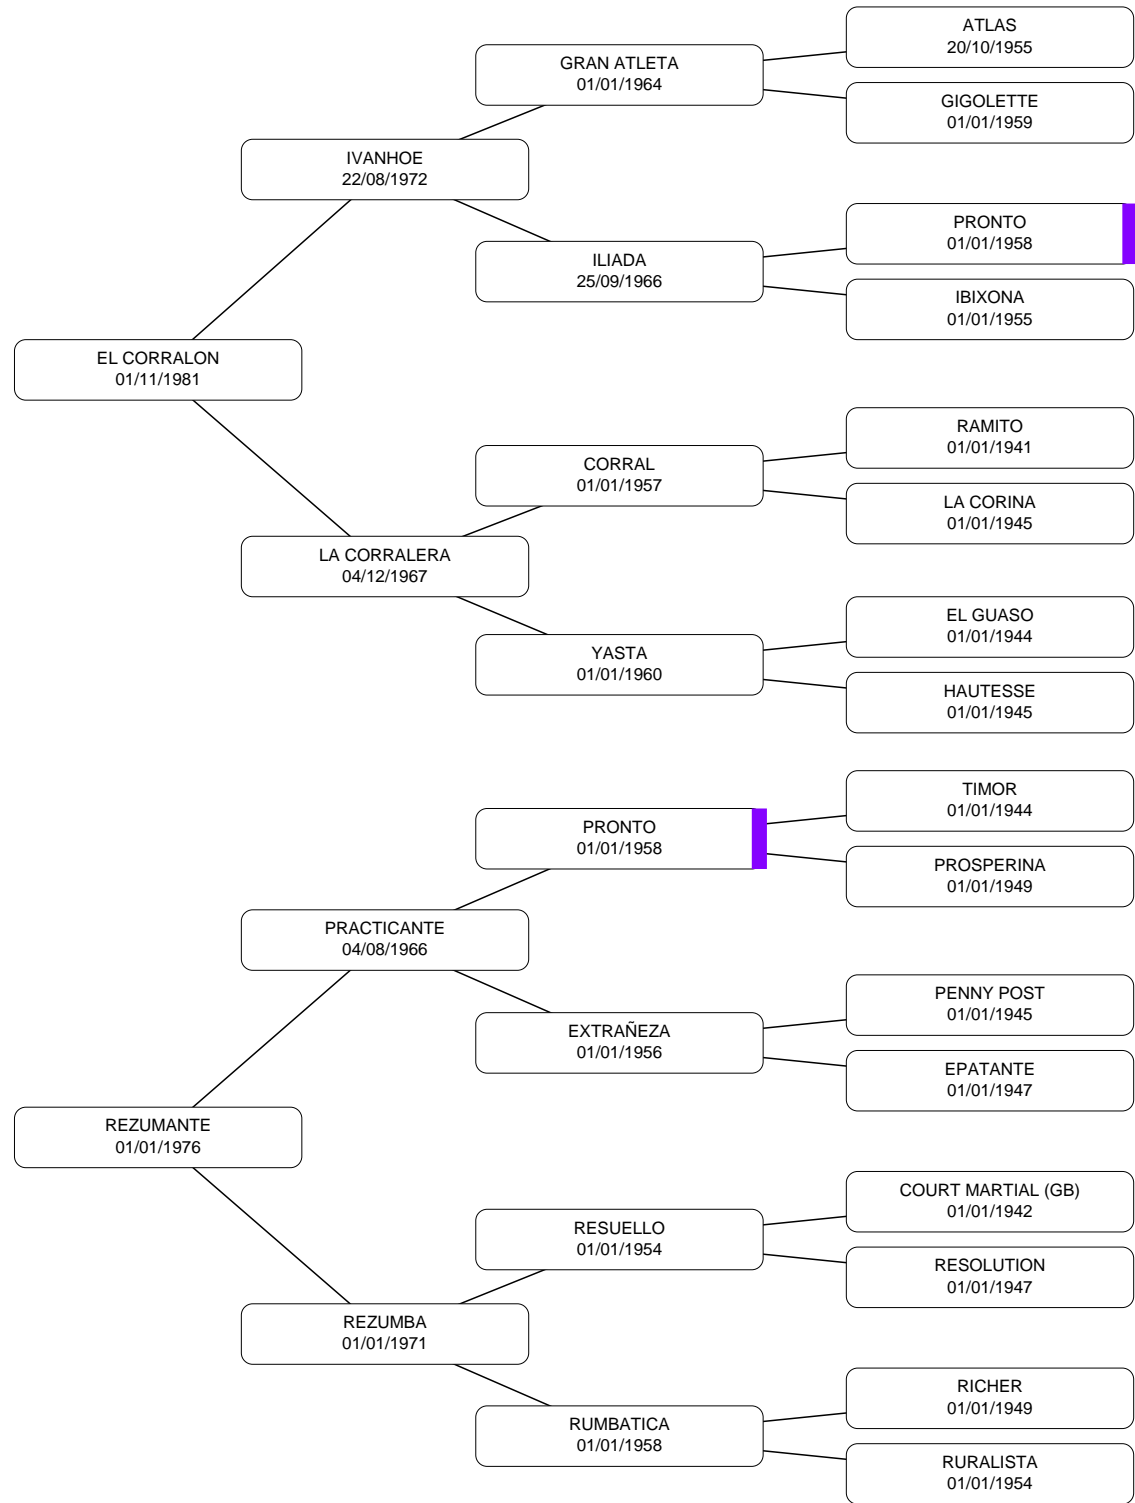 ATLAS
20/10/1955
GRAN ATLETA
01/01/1964
GIGOLETTE
01/01/1959
IVANHOE
22/08/1972
PRONTO
01/01/1958
ILIADA
25/09/1966
IBIXONA
01/01/1955
EL CORRALON
01/11/1981
RAMITO
01/01/1941
CORRAL
01/01/1957
LA CORINA
01/01/1945
LA CORRALERA
04/12/1967
EL GUASO
01/01/1944
YASTA
01/01/1960
HAUTESSE
01/01/1945
TIMOR
01/01/1944
PRONTO
01/01/1958
PROSPERINA
01/01/1949
PRACTICANTE
04/08/1966
PENNY POST
01/01/1945
EXTRAÑEZA
01/01/1956
EPATANTE
01/01/1947
REZUMANTE
01/01/1976
COURT MARTIAL (GB)
01/01/1942
RESUELLO
01/01/1954
RESOLUTION
01/01/1947
REZUMBA
01/01/1971
RICHER
01/01/1949
RUMBATICA
01/01/1958
RURALISTA
01/01/1954